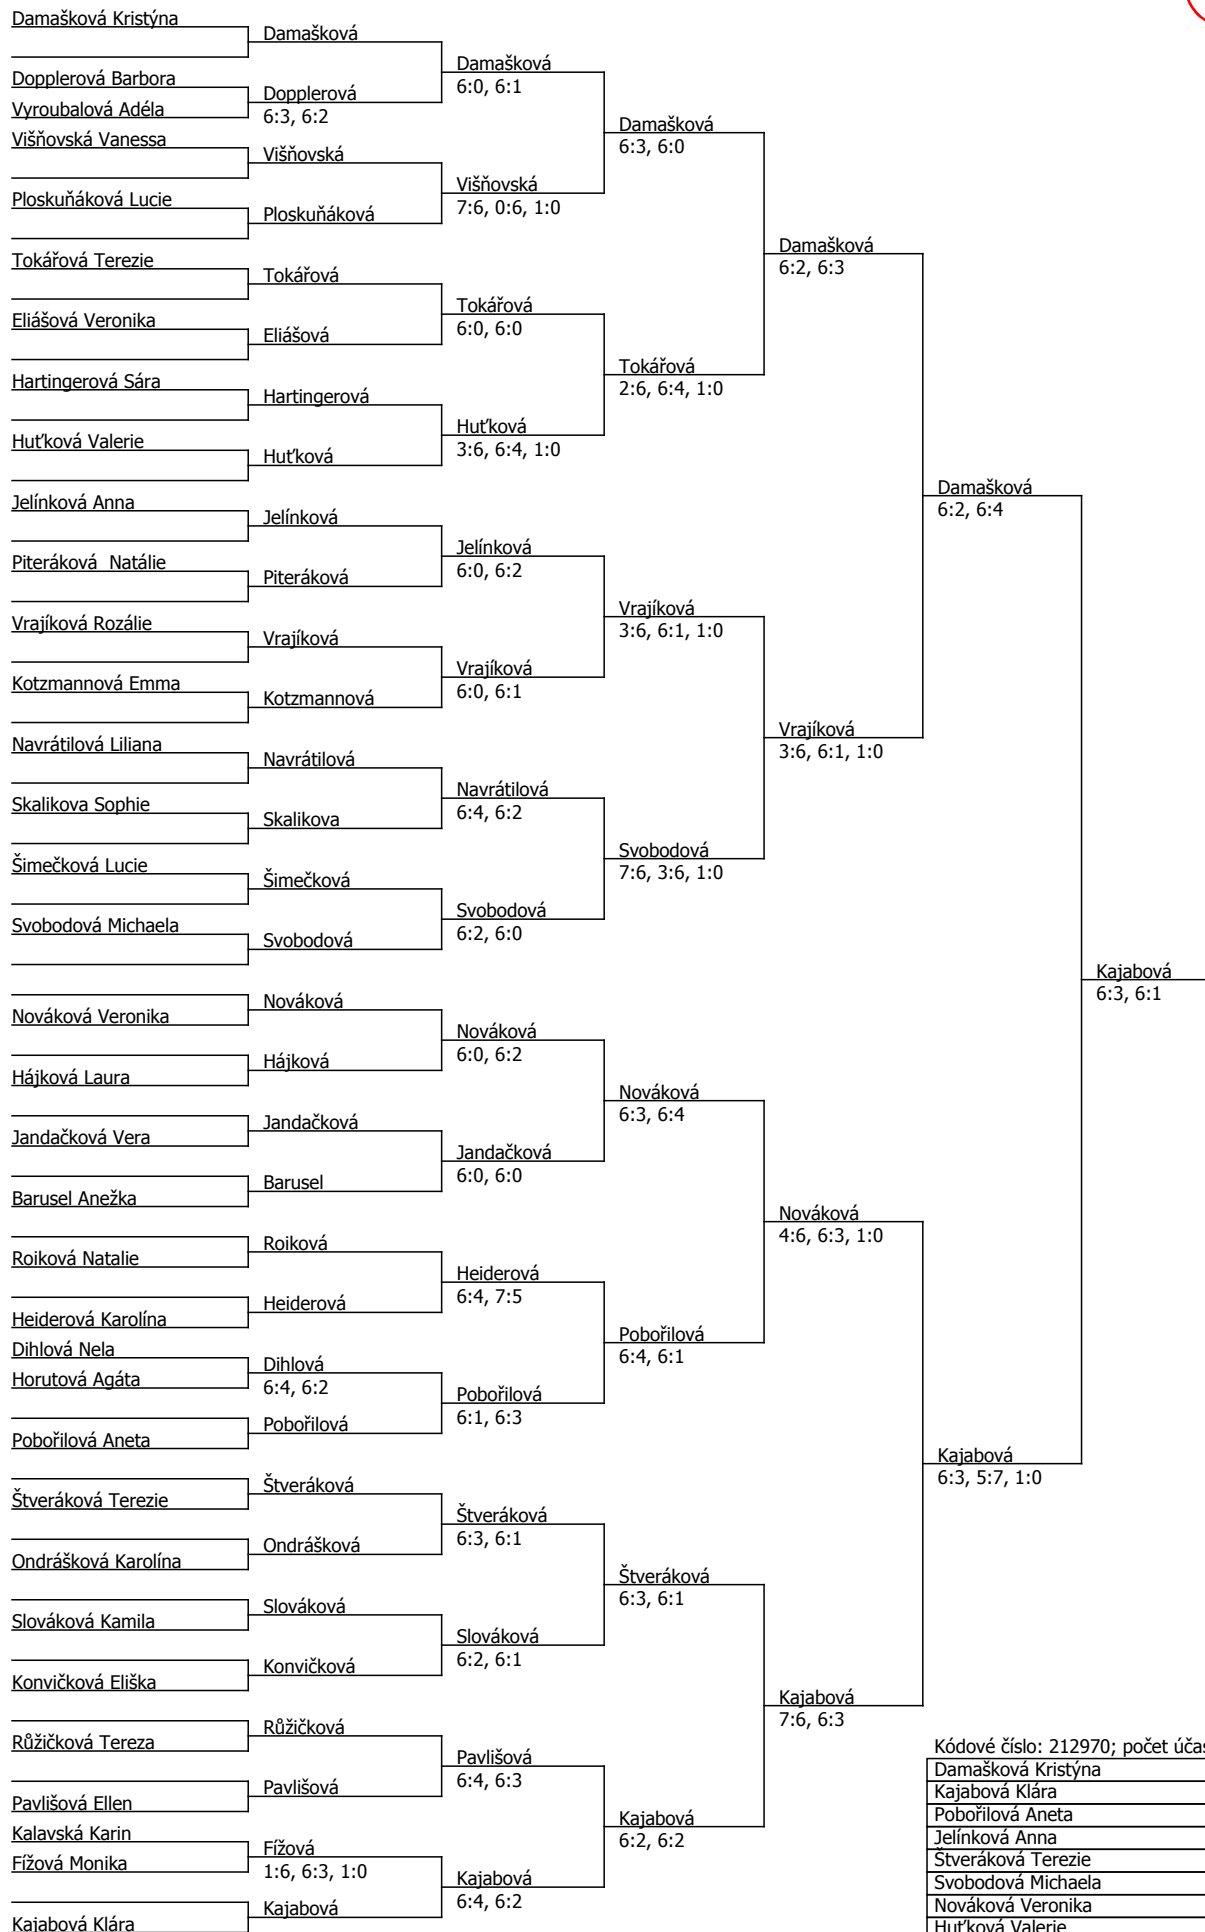 Damašková Kristýna
Dopplerová Barbora
Vyroubalová Adéla
Višňovská Vanessa
Ploskuňáková Lucie
Tokářová Terezie
Eliášová Veronika
Hartingerová Sára
Huťková Valerie
Jelínková Anna
Piteráková  Natálie
Vrajíková Rozálie
Kotzmannová Emma
Navrátilová Liliana
Skalikova Sophie
Šimečková Lucie
Svobodová Michaela
Nováková Veronika
Hájková Laura
Jandačková Vera
Barusel Anežka
Roiková Natalie
Heiderová Karolína
Dihlová Nela
Horutová Agáta
Pobořilová Aneta
Štveráková Terezie
Ondrášková Karolína
Slováková Kamila
Konvičková Eliška
Růžičková Tereza
Pavlišová Ellen
Kalavská Karin
Fížová Monika
Kajabová Klára
Damašková
Dopplerová
6:3, 6:2
Višňovská
Ploskuňáková
Tokářová
Eliášová
Hartingerová
Huťková
Jelínková
Piteráková
Vrajíková
Kotzmannová
Navrátilová
Skalikova
Šimečková
Svobodová
Nováková
Hájková
Jandačková
Barusel
Roiková
Heiderová
Dihlová
6:4, 6:2
Pobořilová
Štveráková
Ondrášková
Slováková
Konvičková
Růžičková
Pavlišová
Fížová
1:6, 6:3, 1:0
Kajabová
Damašková
6:0, 6:1
Višňovská
7:6, 0:6, 1:0
Tokářová
6:0, 6:0
Huťková
3:6, 6:4, 1:0
Jelínková
6:0, 6:2
Vrajíková
6:0, 6:1
Navrátilová
6:4, 6:2
Svobodová
6:2, 6:0
Nováková
6:0, 6:2
Jandačková
6:0, 6:0
Heiderová
6:4, 7:5
Pobořilová
6:1, 6:3
Štveráková
6:3, 6:1
Slováková
6:2, 6:1
Pavlišová
6:4, 6:3
Kajabová
6:4, 6:2
Damašková
6:3, 6:0
Tokářová
2:6, 6:4, 1:0
Vrajíková
3:6, 6:1, 1:0
Svobodová
7:6, 3:6, 1:0
Nováková
6:3, 6:4
Pobořilová
6:4, 6:1
Štveráková
6:3, 6:1
Kajabová
6:2, 6:2
Damašková
6:2, 6:3
Vrajíková
3:6, 6:1, 1:0
Nováková
4:6, 6:3, 1:0
Kajabová
7:6, 6:3
Damašková
6:2, 6:4
Kajabová
6:3, 5:7, 1:0
Kajabová
6:3, 6:1
Kódové číslo: 212970; počet účas
Damašková Kristýna
Kajabová Klára
Pobořilová Aneta
Jelínková Anna
Štveráková Terezie
Svobodová Michaela
Nováková Veronika
Huťková Valerie